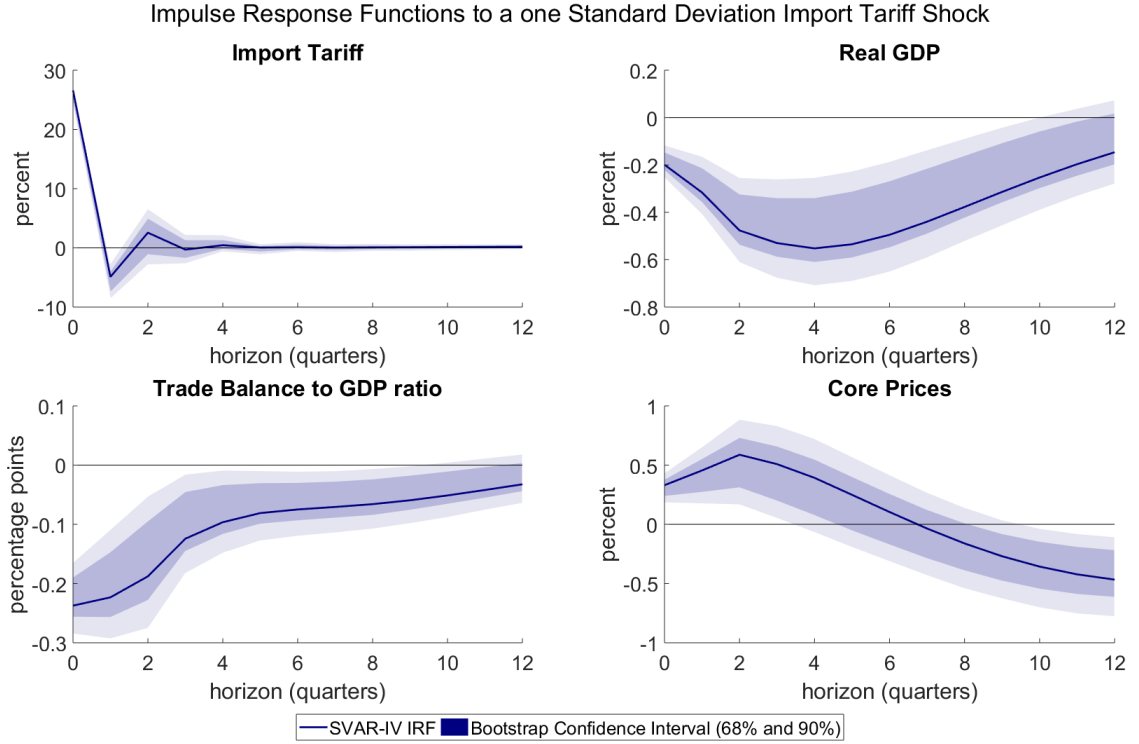 Impulse Response Functions to a one Standard Deviation Import Tariff Shock
Import Tariff
percent
30
20
10
0
-10
0 2 4 6 8 10 12
horizon (quarters)
Real GDP
percent
0.2
0
-0.2
-0.4
-0.6
-0.8
0 2 4 6 8 10 12
horizon (quarters)
Trade Balance to GDP ratio
percentage points
0.1
0
-0.1
-0.2
-0.3
0 2 4 6 8 10 12
horizon (quarters)
Core Prices
percent
1
0.5
0
-0.5
-1
0 2 4 6 8 10 12
horizon (quarters)
SVAR-IV IRF Bootstrap Confidence Interval (68% and 90%)